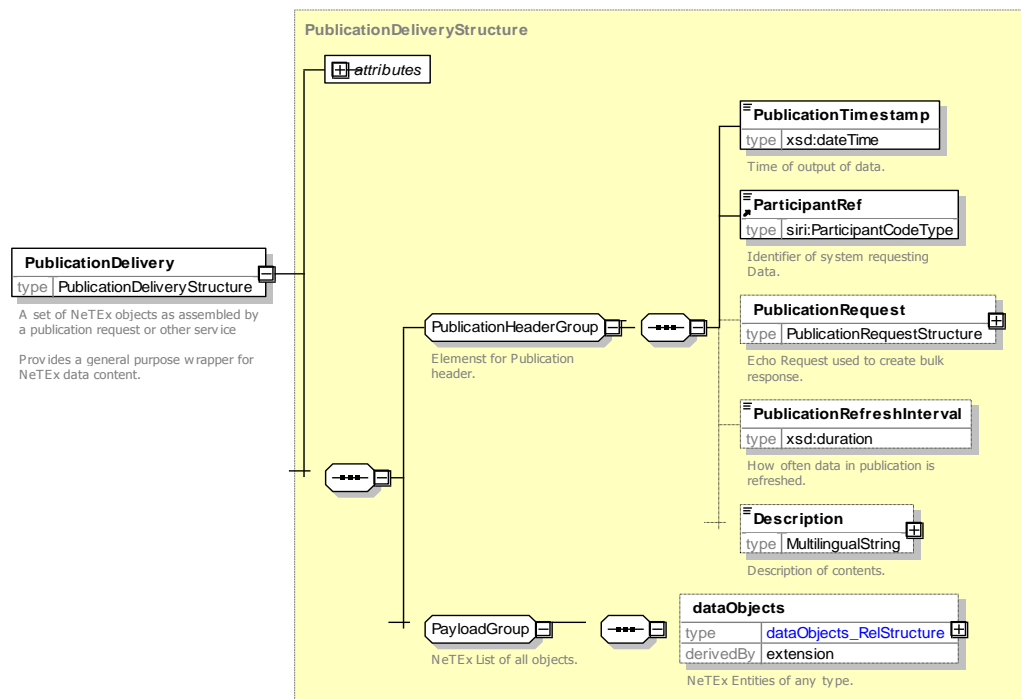 PublicationDeliveryStructure
attributes
PublicationTimestamp
type xsd:dateTime
Time of output of data.
ParticipantRef
type siri:ParticipantCodeType
Identifier of system requesting
Data.
PublicationDelivery
type PublicationDeliveryStructure
A set of NeTEx objects as assembled by
a publication request or other service
Provides a general purpose wrapper for
NeTEx data content.
PublicationHeaderGroup
Elemenst for Publication
header.
PublicationRequest
type PublicationRequestStructure
Echo Request used to create bulk
response.
PublicationRefreshInterval
type xsd:duration
How often data in publication is
refreshed.
Description
type MultilingualString
Description of contents.
PayloadGroup
NeTEx List of all objects.
dataObjects
type dataObjects_RelStructure
derivedBy extension
NeTEx Entities of any type.